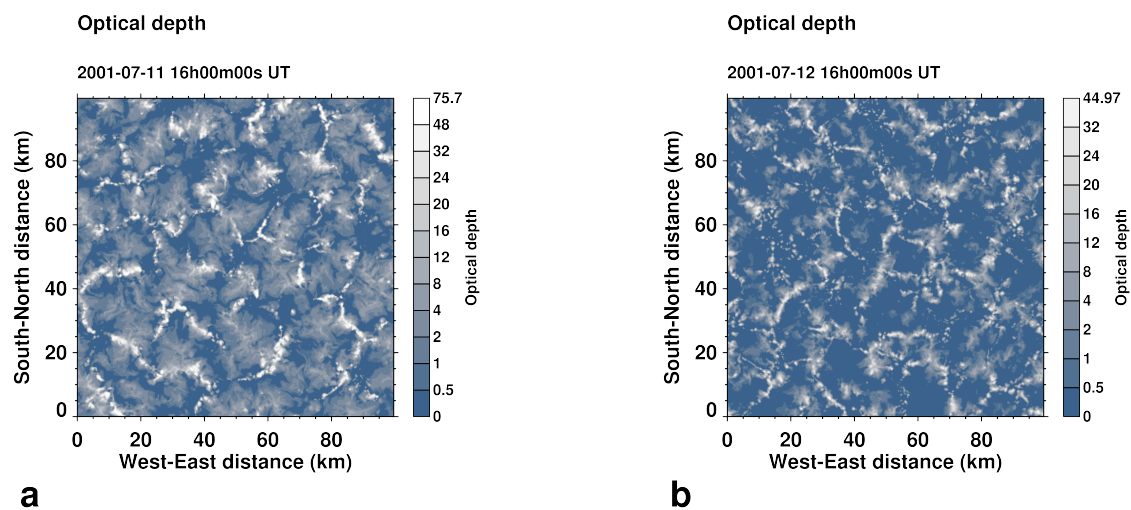 Optical depth
2001-07-11 16h00m00s UT
South-North distance (km)
80
60
40
20
0
0 20 40 60 80
West-East distance (km)
75.7
48
32
24
20
16
12
8
4
2
1
0.5
0
Optical depth
a
Optical depth
2001-07-12 16h00m00s UT
South-North distance (km)
80
60
40
20
0
0 20 40 60 80
West-East distance (km)
44.97
32
24
20
16
12
8
4
2
1
0.5
0
Optical depth
b